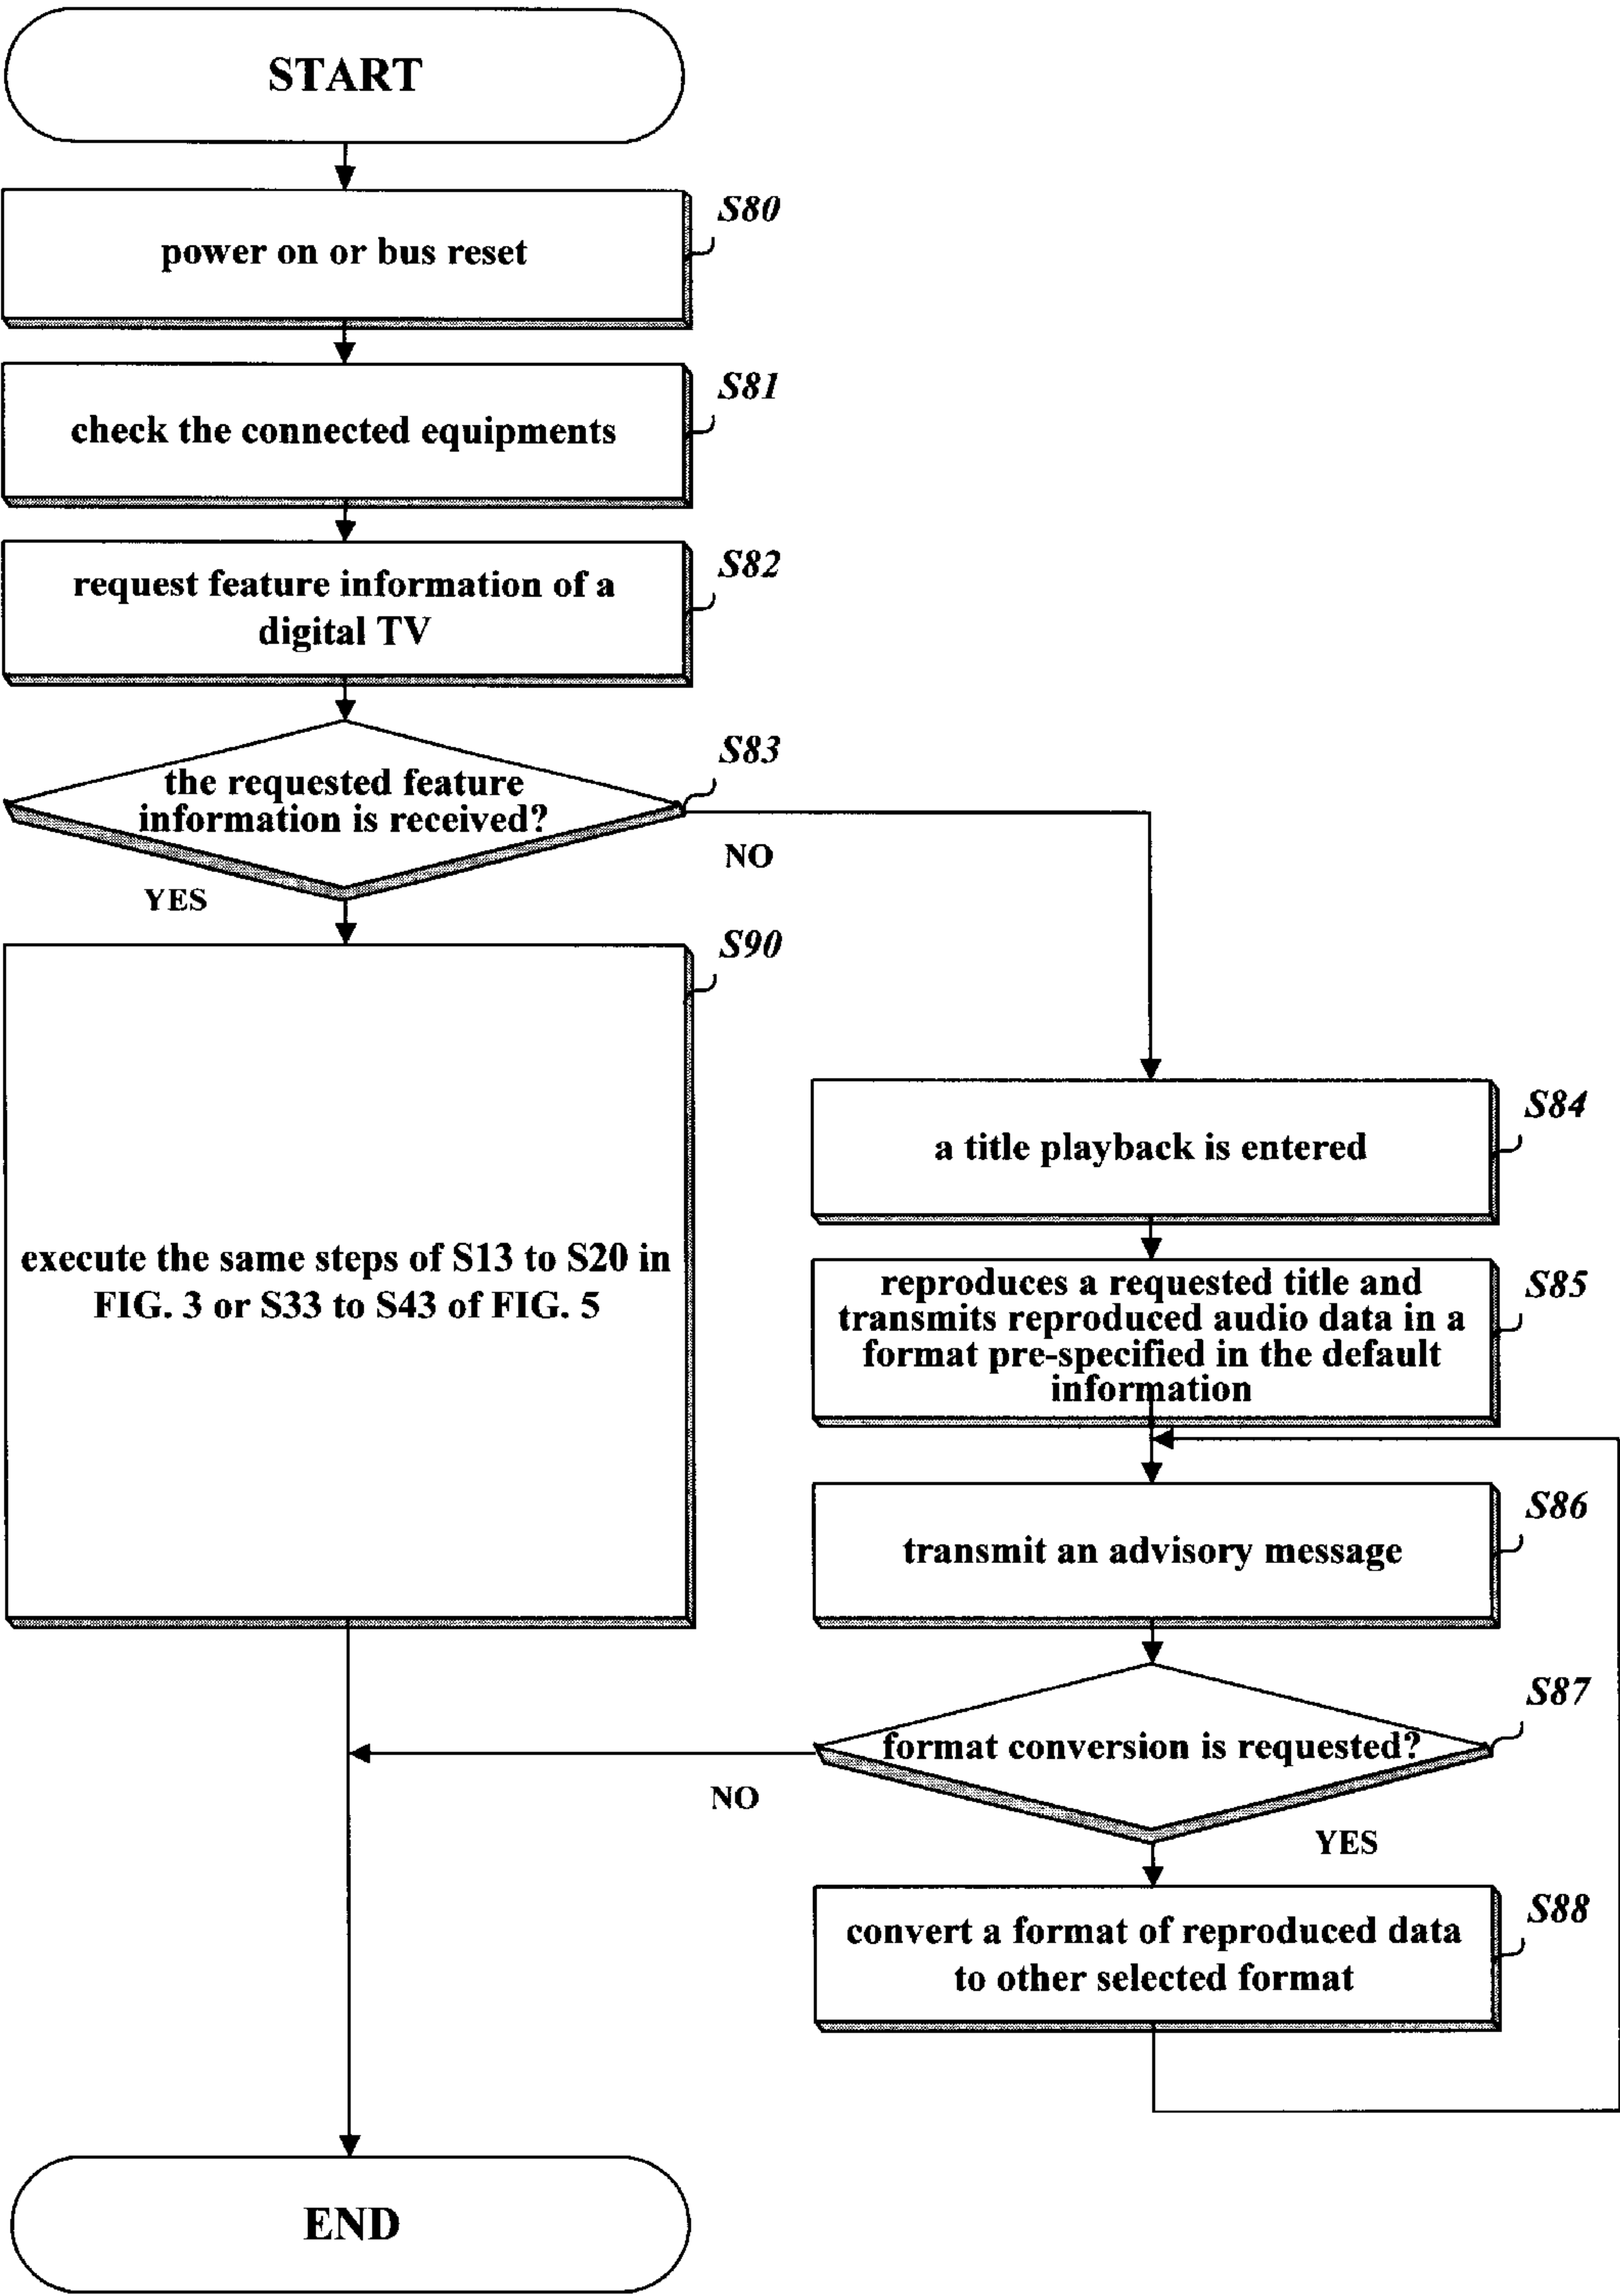 START
S80
power on or bus reset
S81
check the connected equipments
S82
request feature information of a
digital TV
S83
the requested feature
information is received?
NO
YES
S90
execute the same steps of S13 to S20 in
FIG. 3 or S33 to S43 of FIG. 5
S84
a title playback is entered
S85
reproduces a requested title and
transmits reproduced audio data in a
format pre-specified in the default
information
S86
transmit an advisory message
S87
format conversion is requested?
NO
YES
S88
convert a format of reproduced data
to other selected format
END